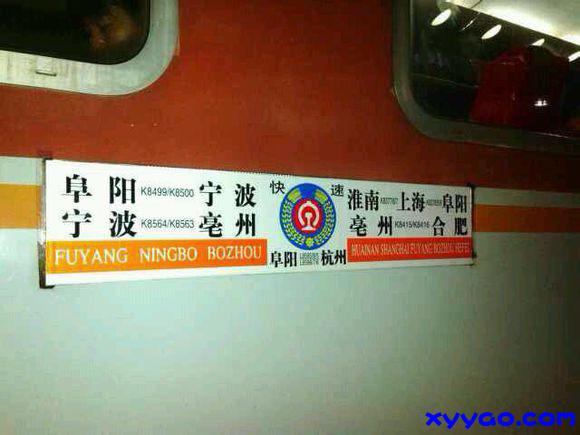 阜阳 K8499/K8500 宁波
宁波 K8564/K8563 亳州
FUYANG NINGBO BOZHOU
快 速
阜阳 杭州
淮南 上海 阜阳
亳州 K8415/K8416 合肥
HUAINAN SHANGHAI FUYANG BOZHOU HEFEI
xyyao.com